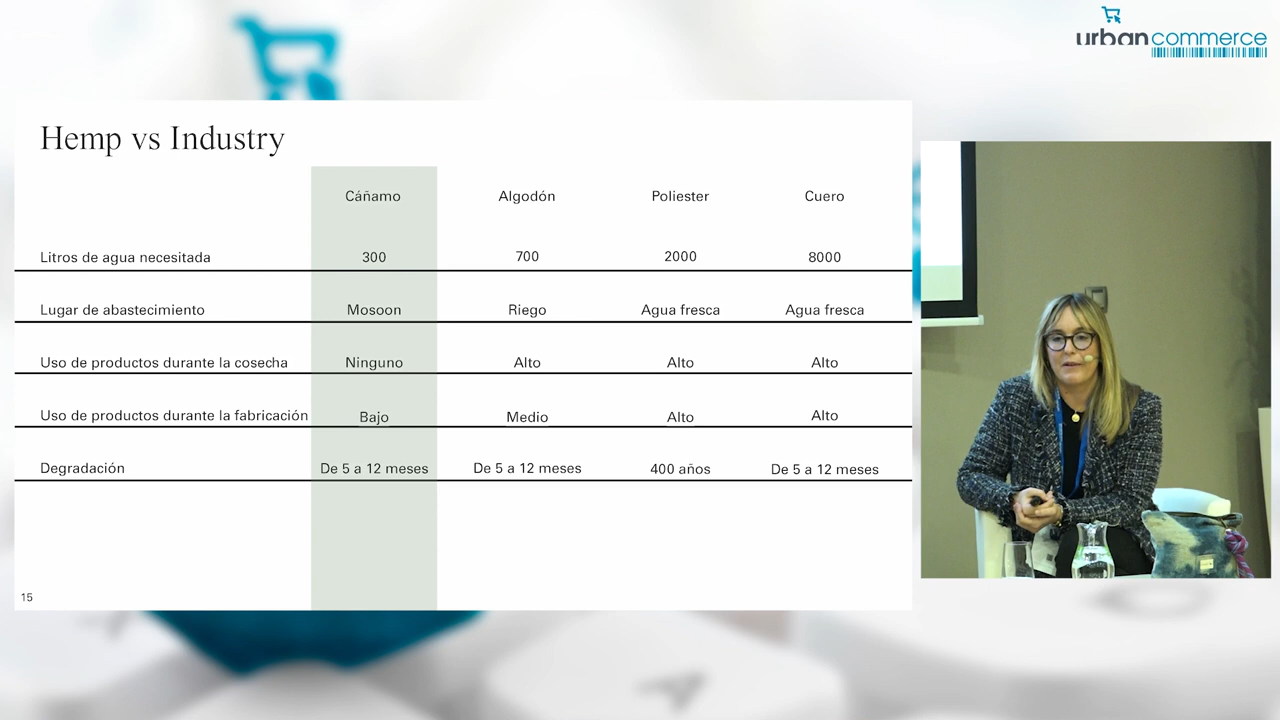 urbancommerce
Hemp vs Industry
Cáñamo Algodón Poliester Cuero
Litros de agua necesitada 300 700 2000 8000
Lugar de abastecimiento Mosoon Riego Agua fresca Agua fresca
Uso de productos durante la cosecha Ninguno Alto Alto Alto
Uso de productos durante la fabricación Bajo Medio Alto Alto
Degradación De 5 a 12 meses De 5 a 12 meses 400 años De 5 a 12 meses
15